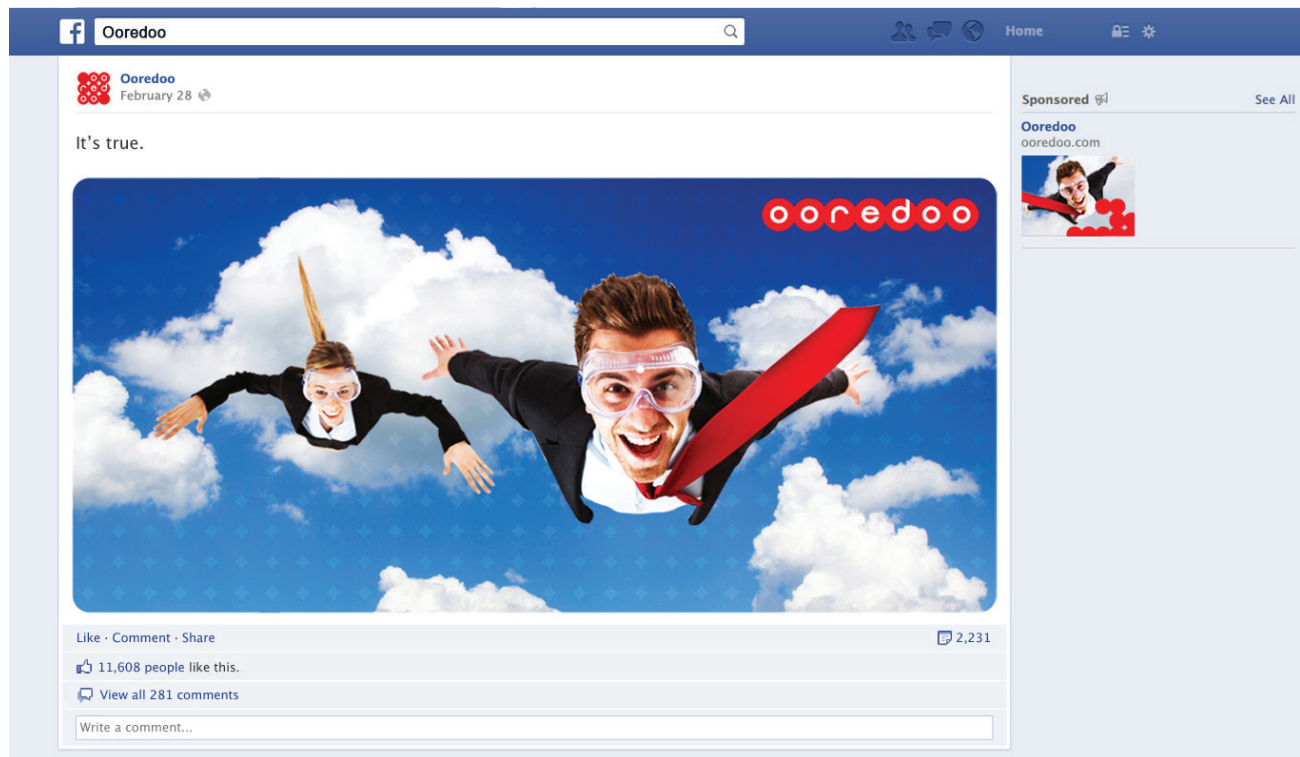 Ooredoo
Home
Ooredoo
February 28
It's true.
ooredoo
Like · Comment · Share
2,231
11,608 people like this.
View all 281 comments
Write a comment...
Sponsored
See All
Ooredoo
ooredoo.com